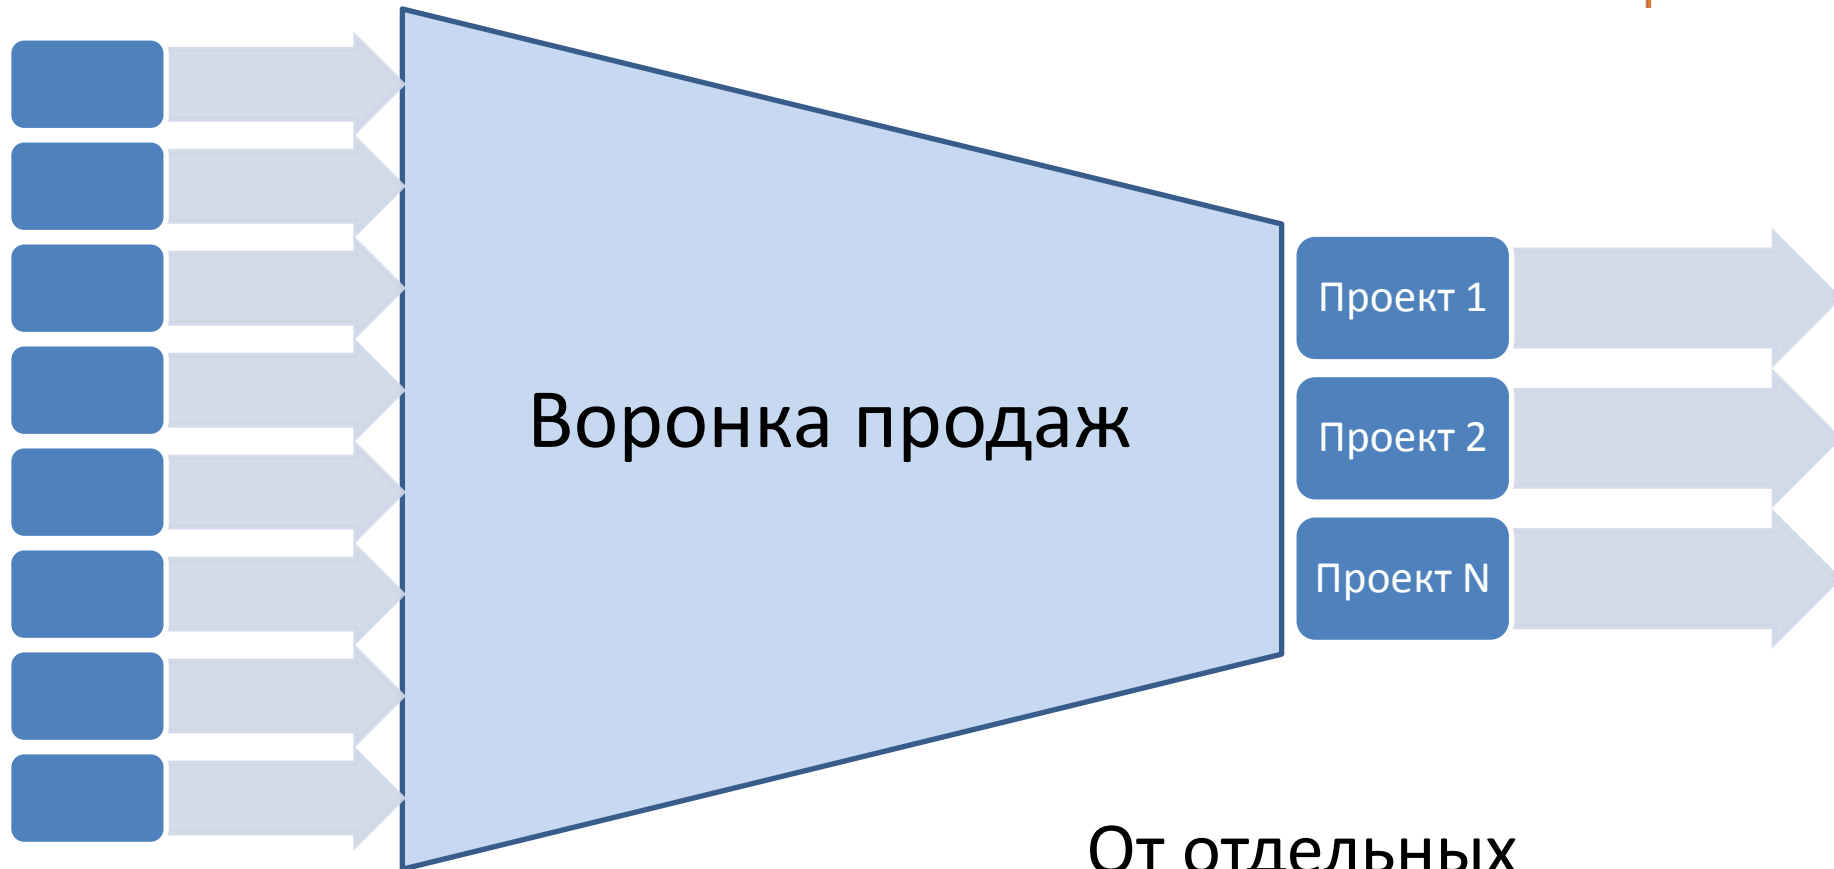 Воронка продаж
Проект 1
Проект 2
Проект N
От отдельных